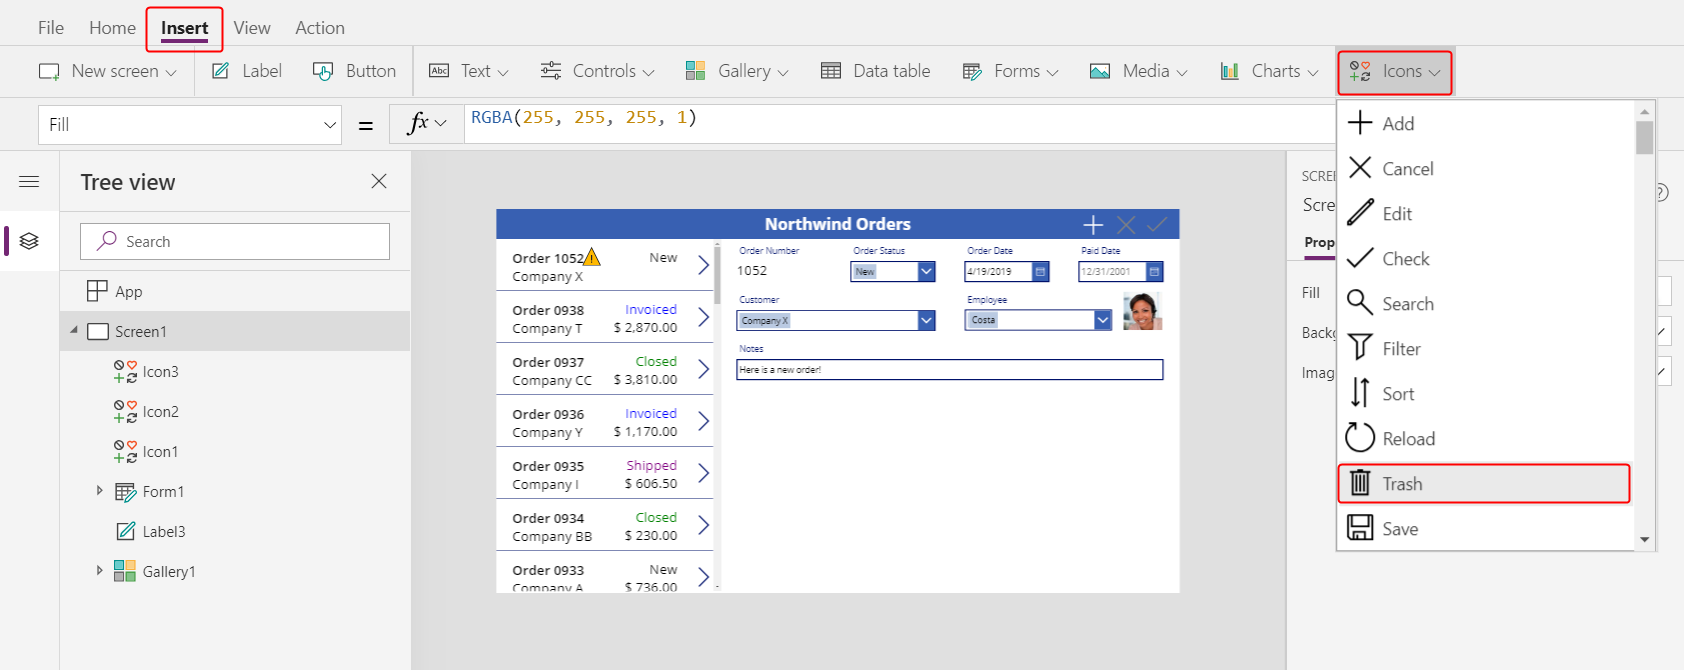 File Home Insert View Action
New screen Label Button Abc Text Controls Gallery Data table Forms Media Charts Icons
Fill = fx RGBA(255, 255, 255, 1)
Tree view
Search
App
Screen1
Icon3
Icon2
Icon1
Form1
Label3
Gallery1
Northwind Orders
Order 1052 New
Company X
Order 0938 Invoiced
Company T $ 2,870.00
Order 0937 Closed
Company CC $ 3,810.00
Order 0936 Invoiced
Company Y $ 1,170.00
Order 0935 Shipped
Company I $ 606.50
Order 0934 Closed
Company BB $ 230.00
Order 0933 New
Company A $ 736.00
Order Number Order Status Order Date Paid Date
1052 New 4/19/2019 12/31/2001
Customer Employee
Company X Costa
Notes
Here is a new order!
SCREE
Scre
Prop
Fill
Backg
Imag
?
Add
Cancel
Edit
Check
Search
Filter
Sort
Reload
Trash
Save